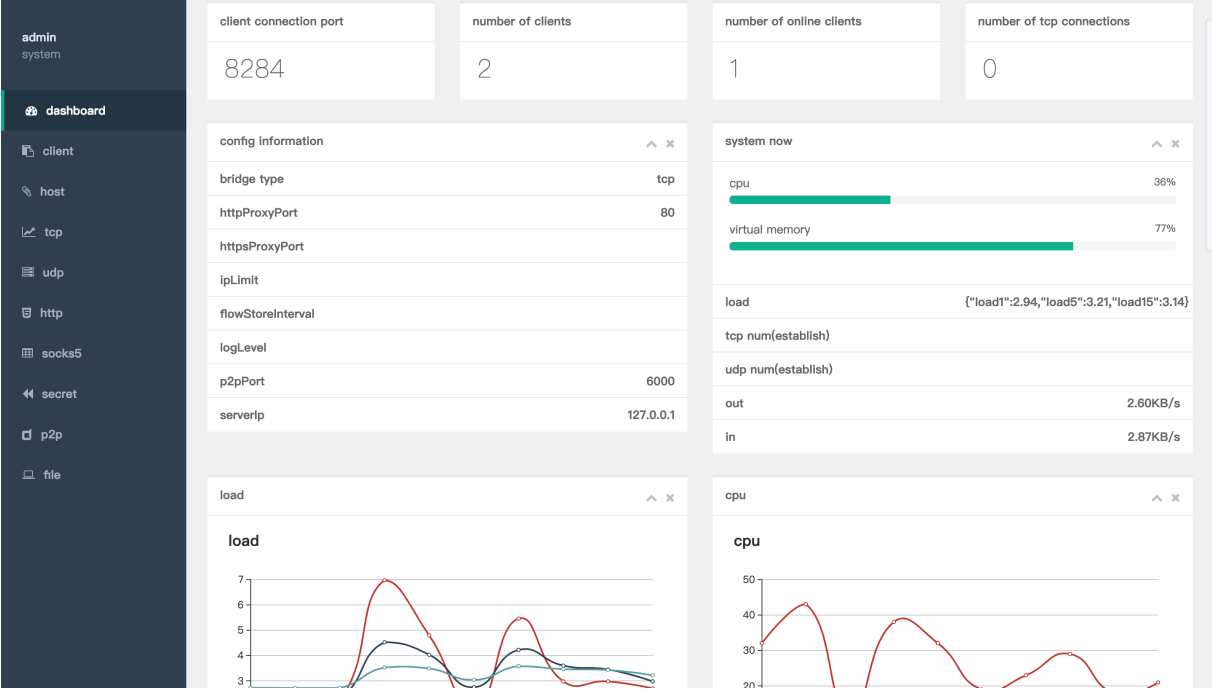 admin
system
dashboard
client
host
tcp
udp
http
socks5
secret
p2p
file
client connection port
8284
number of clients
2
number of online clients
1
number of tcp connections
0
config information
bridge type tcp
httpProxyPort 80
httpsProxyPort
ipLimit
flowStoreInterval
logLevel
p2pPort 6000
serverIp 127.0.0.1
system now
cpu 36%
virtual memory 77%
load {"load1":2.94,"load5":3.21,"load15":3.14}
tcp num(establish)
udp num(establish)
out 2.60KB/s
in 2.87KB/s
load
load
7
6
5
4
3
cpu
cpu
50
40
30
20